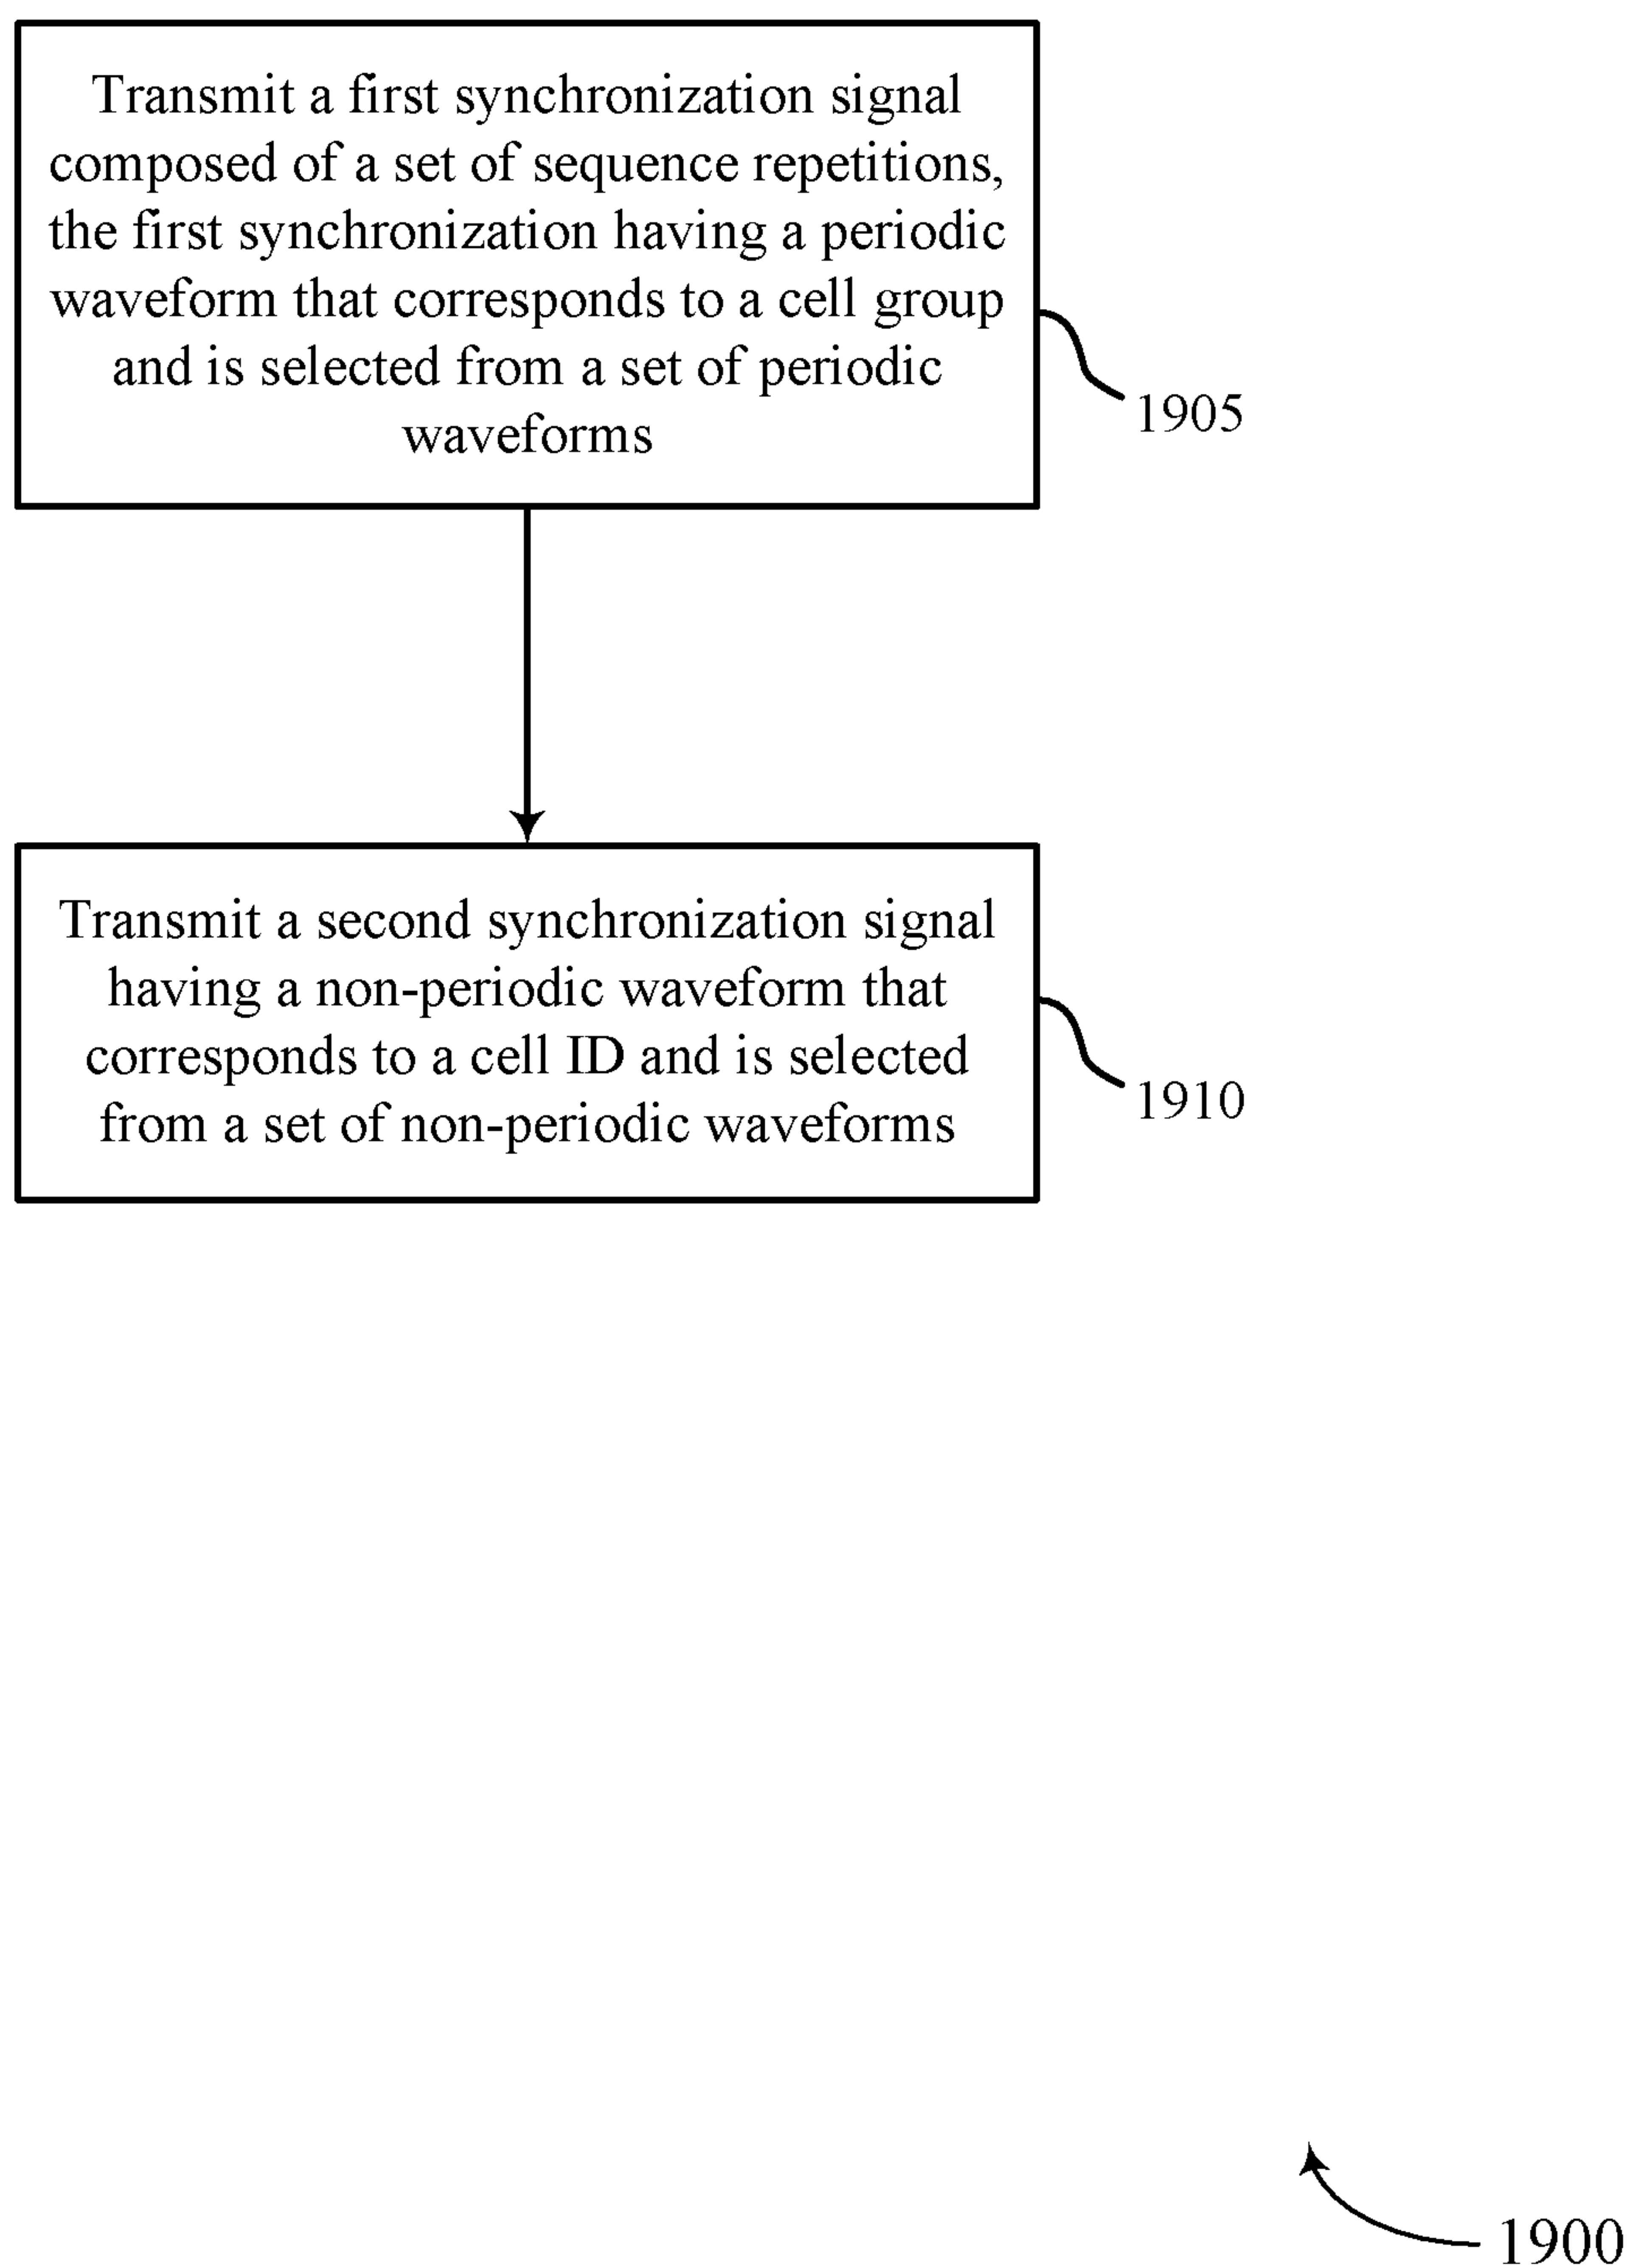 Transmit a first synchronization signal
composed of a set of sequence repetitions,
the first synchronization having a periodic
waveform that corresponds to a cell group
and is selected from a set of periodic
waveforms
1905
Transmit a second synchronization signal
having a non-periodic waveform that
corresponds to a cell ID and is selected
from a set of non-periodic waveforms
1910
1900